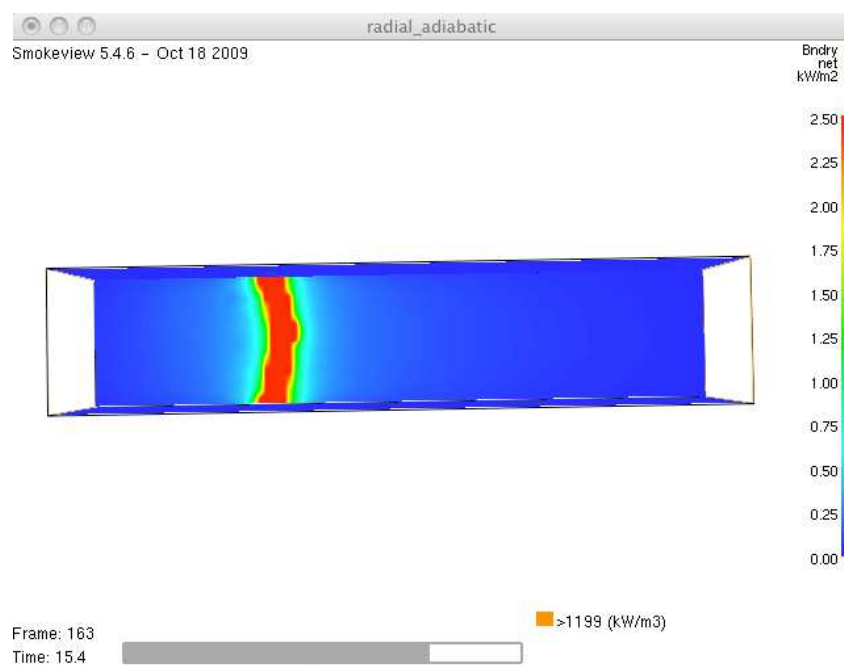 radial_adiabatic
Smokeview 5.4.6 – Oct 18 2009
Bndry
net
kW/m2
2.50
2.25
2.00
1.75
1.50
1.25
1.00
0.75
0.50
0.25
0.00
>1199 (kW/m3)
Frame: 163
Time: 15.4